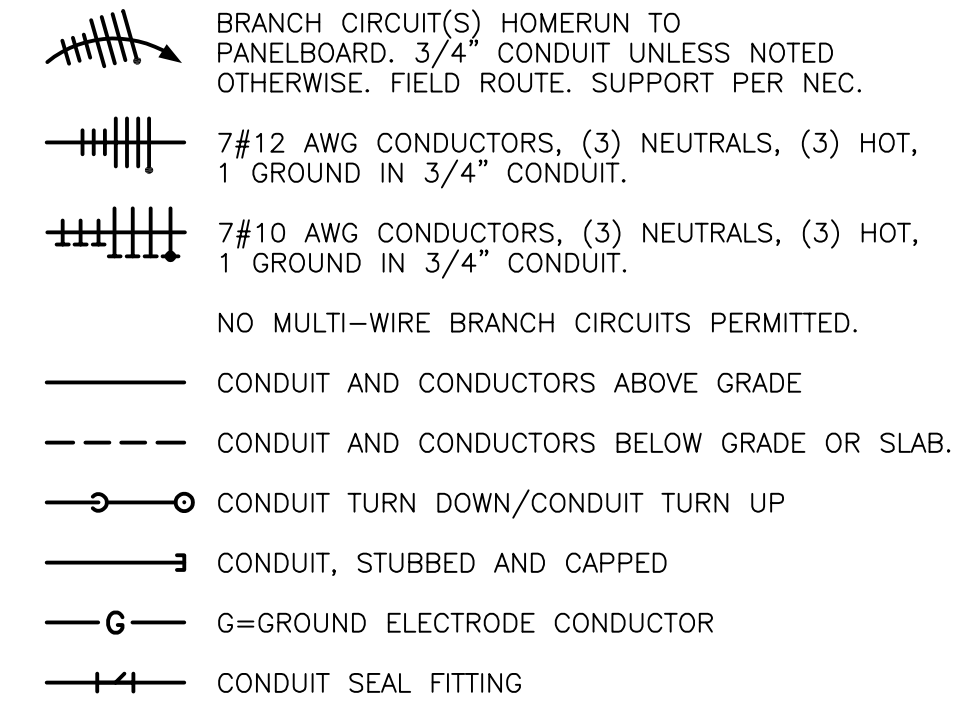 BRANCH CIRCUIT(S) HOMERUN TO
PANELBOARD. 3/4" CONDUIT UNLESS NOTED
OTHERWISE. FIELD ROUTE. SUPPORT PER NEC.
7#12 AWG CONDUCTORS, (3) NEUTRALS, (3) HOT,
1 GROUND IN 3/4" CONDUIT.
7#10 AWG CONDUCTORS, (3) NEUTRALS, (3) HOT,
1 GROUND IN 3/4" CONDUIT.
NO MULTI-WIRE BRANCH CIRCUITS PERMITTED.
CONDUIT AND CONDUCTORS ABOVE GRADE
CONDUIT AND CONDUCTORS BELOW GRADE OR SLAB.
CONDUIT TURN DOWN/CONDUIT TURN UP
CONDUIT, STUBBED AND CAPPED
G G=GROUND ELECTRODE CONDUCTOR
CONDUIT SEAL FITTING